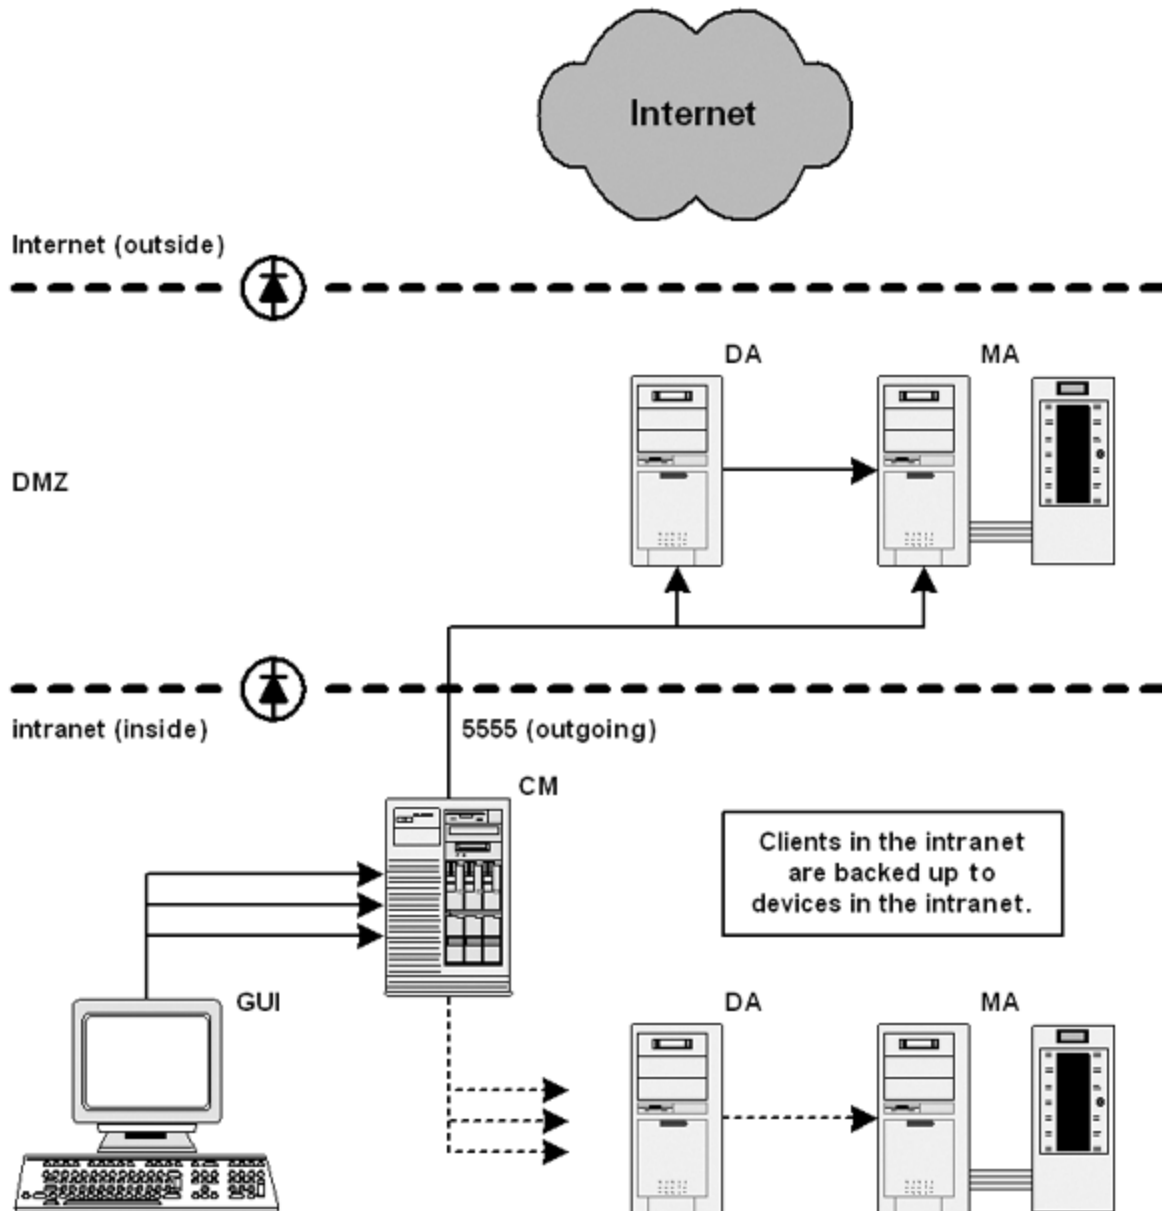 Internet
Internet (outside)
DA
MA
DMZ
intranet (inside)
5555 (outgoing)
CM
Clients in the intranet
are backed up to
devices in the intranet.
GUI
DA
MA